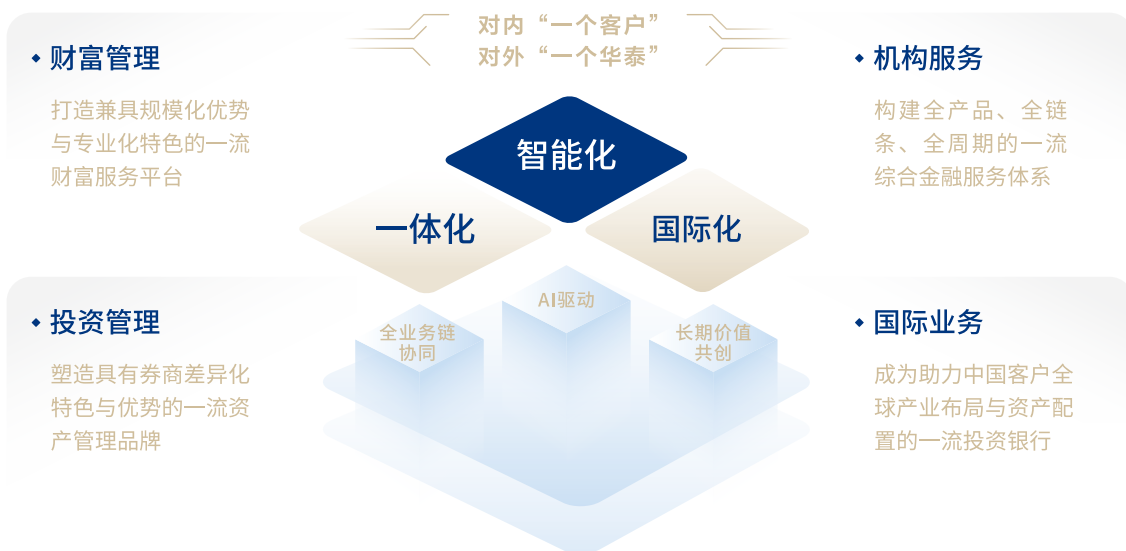 对内“一个客户”
对外“一个华泰”
财富管理
打造兼具规模化优势
与专业化特色的一流
财富服务平台
机构服务
构建全产品、全链
条、全周期的一流
综合金融服务体系
智能化
一体化
国际化
AI驱动
全业务链
协同
长期价值
共创
投资管理
塑造具有券商差异化
特色与优势的一流资
产管理品牌
国际业务
成为助力中国客户全
球产业布局与资产配
置的一流投资银行